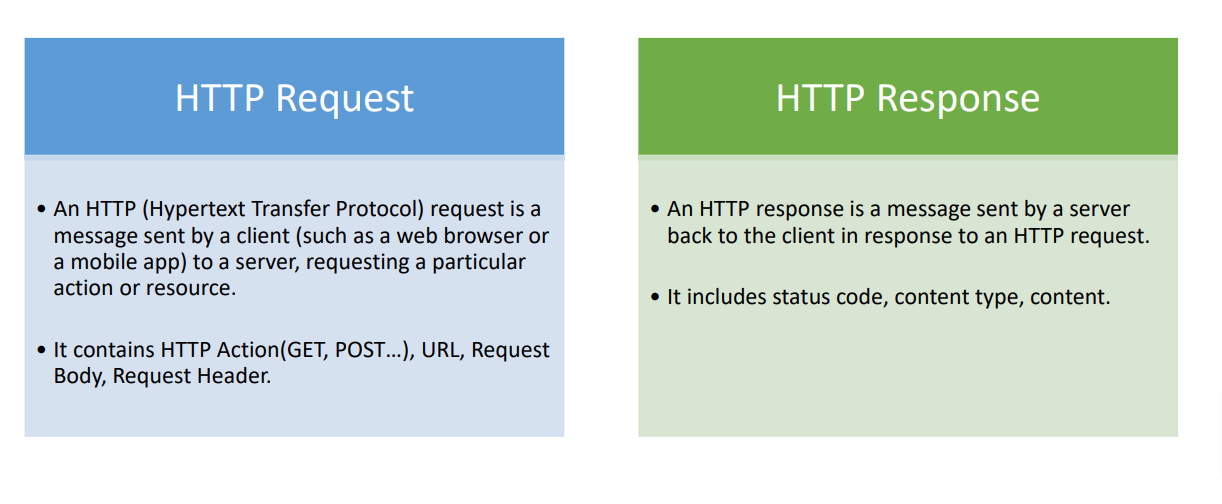 HTTP Request
• An HTTP (Hypertext Transfer Protocol) request is a
message sent by a client (such as a web browser or
a mobile app) to a server, requesting a particular
action or resource.
• It contains HTTP Action(GET, POST…), URL, Request
Body, Request Header.
HTTP Response
• An HTTP response is a message sent by a server
back to the client in response to an HTTP request.
• It includes status code, content type, content.